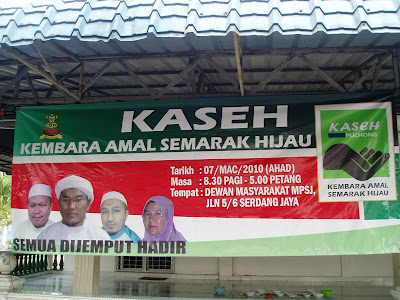 KASEH
KEMBARA AMAL SEMARAK HIJAU
Tarikh : 07/MAC/2010 (AHAD)
Masa : 8.30 PAGI - 5.00 PETANG
Tempat : DEWAN MASYARAKAT MPSJ,
JLN 5/6 SERDANG JAYA
SEMUA DIJEMPUT HADIR
KASEH
PUCHONG
KEMBARA AMAL
SEMARAK HIJAU